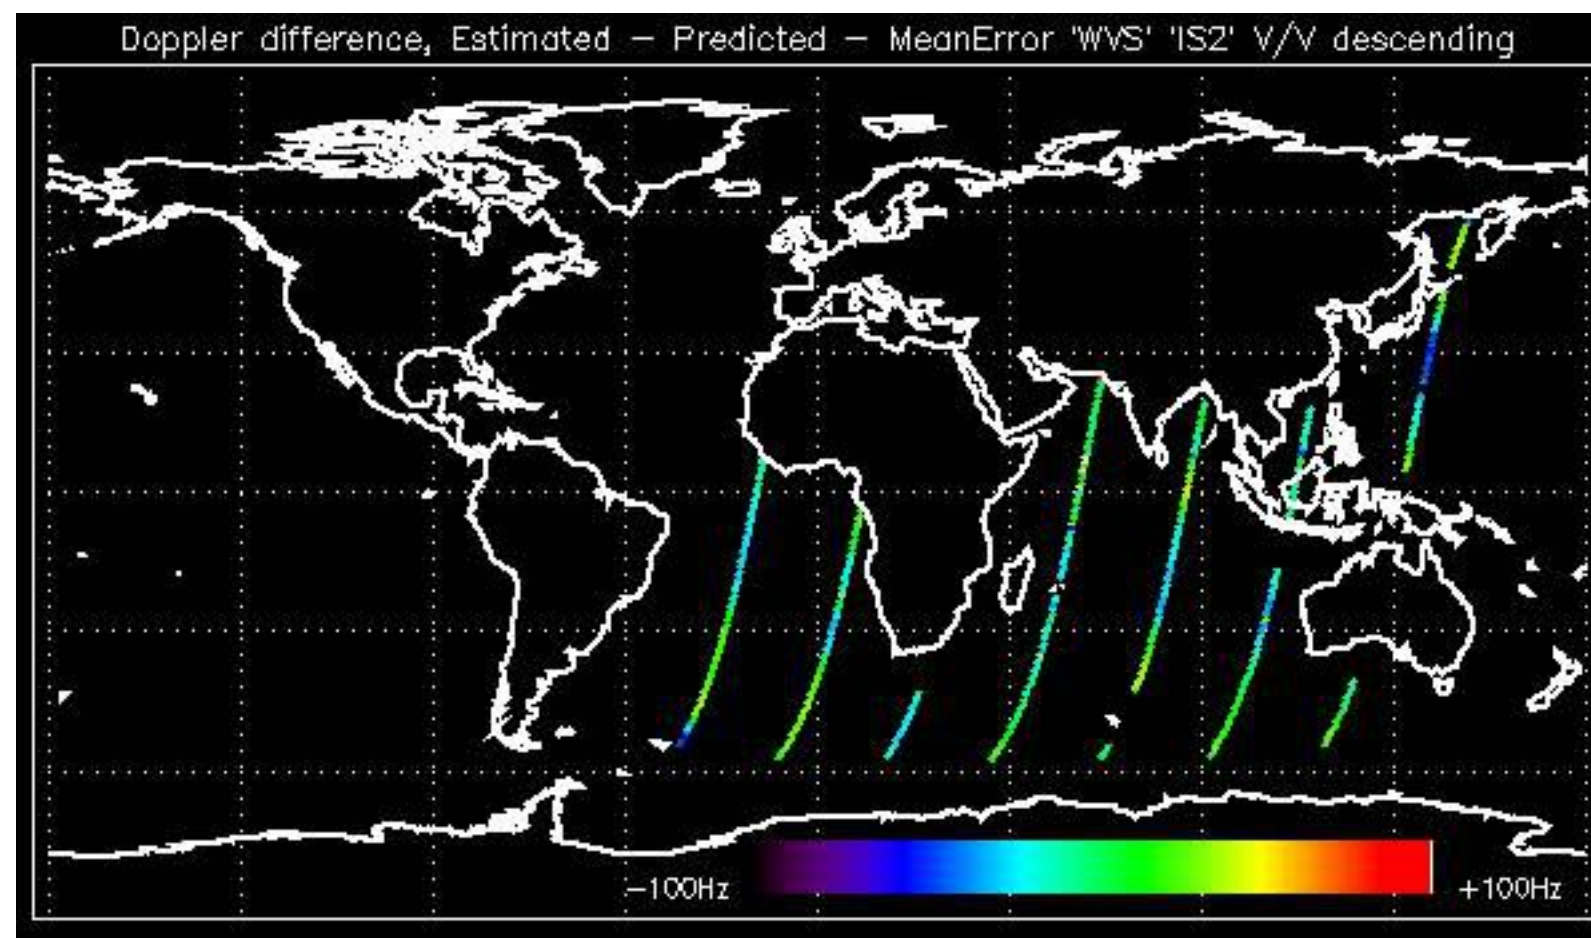 Doppler difference, Estimated − Predicted − MeanError 'WVS' 'IS2' V/V descending
−100Hz
+100Hz